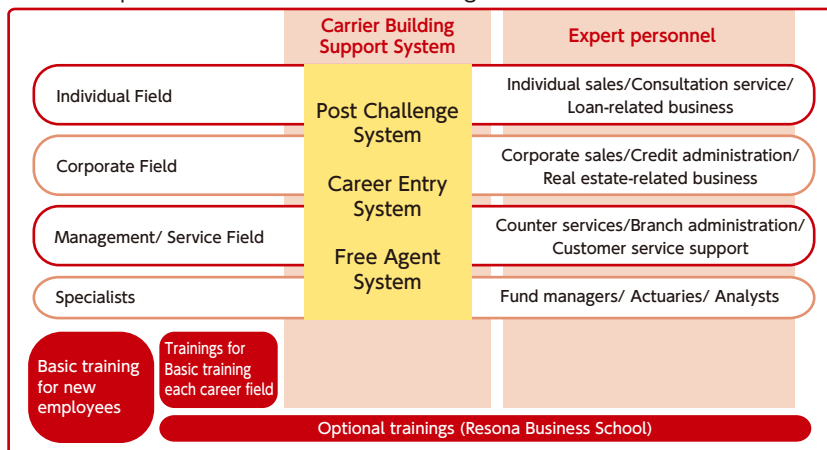 Carrier Building
Support System
Expert personnel
Individual Field
Individual sales/Consultation service/
Loan-related business
Corporate Field
Corporate sales/Credit administration/
Real estate-related business
Management/ Service Field
Counter services/Branch administration/
Customer service support
Specialists
Fund managers/ Actuaries/ Analysts
Post Challenge
System
Career Entry
System
Free Agent
System
Basic training
for new
employees
Trainings for
Basic training
each career field
Optional trainings (Resona Business School)